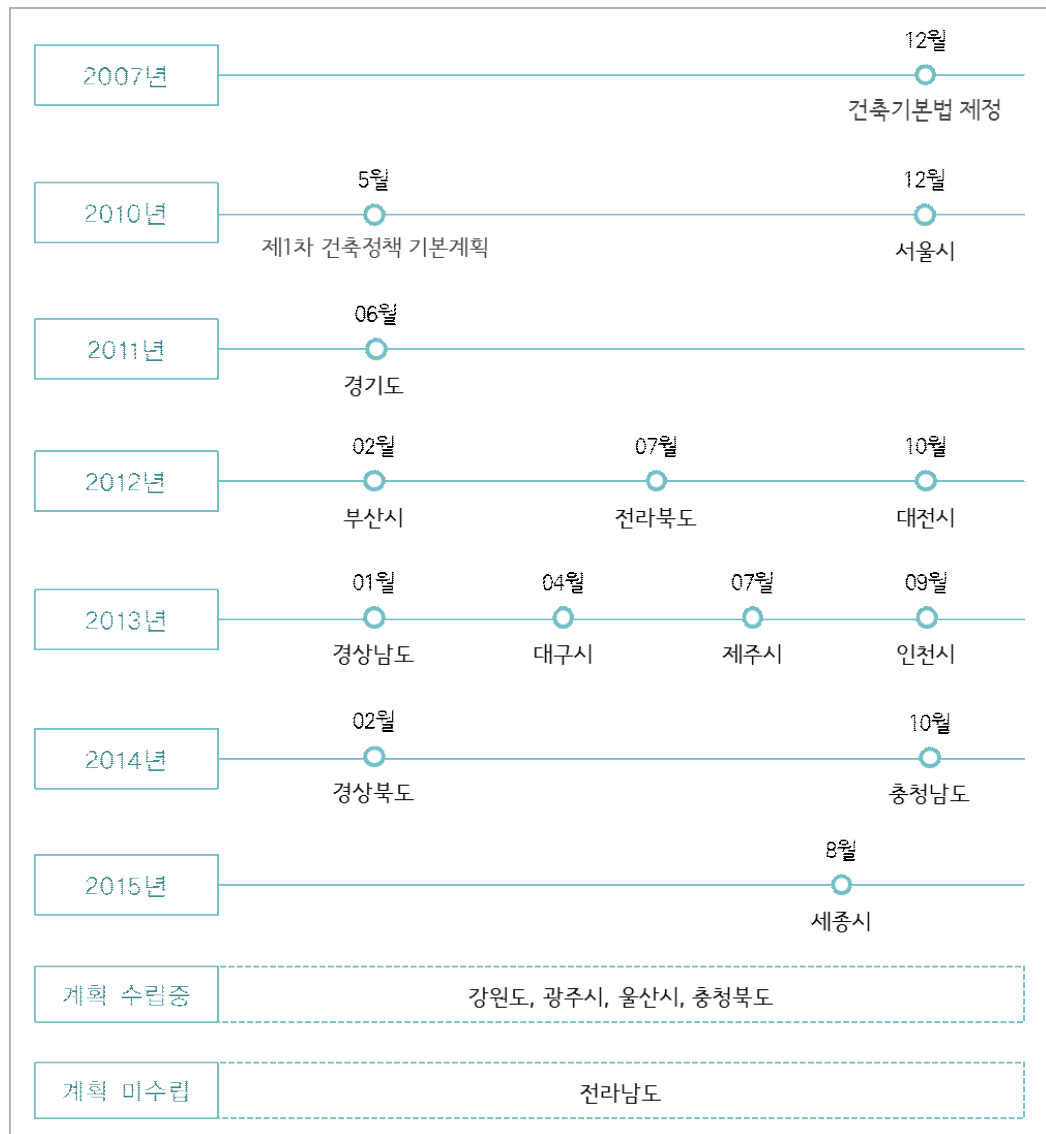 12월
2007년
건축기본법 제정
5월 12월
2010년
제1차 건축정책 기본계획 서울시
06월
2011년
경기도
02월 07월 10월
2012년
부산시 전라북도 대전시
01월 04월 07월 09월
2013년
경상남도 대구시 제주시 인천시
02월 10월
2014년
경상북도 충청남도
8월
2015년
세종시
계획 수립중 강원도, 광주시, 울산시, 충청북도
계획 미수립 전라남도